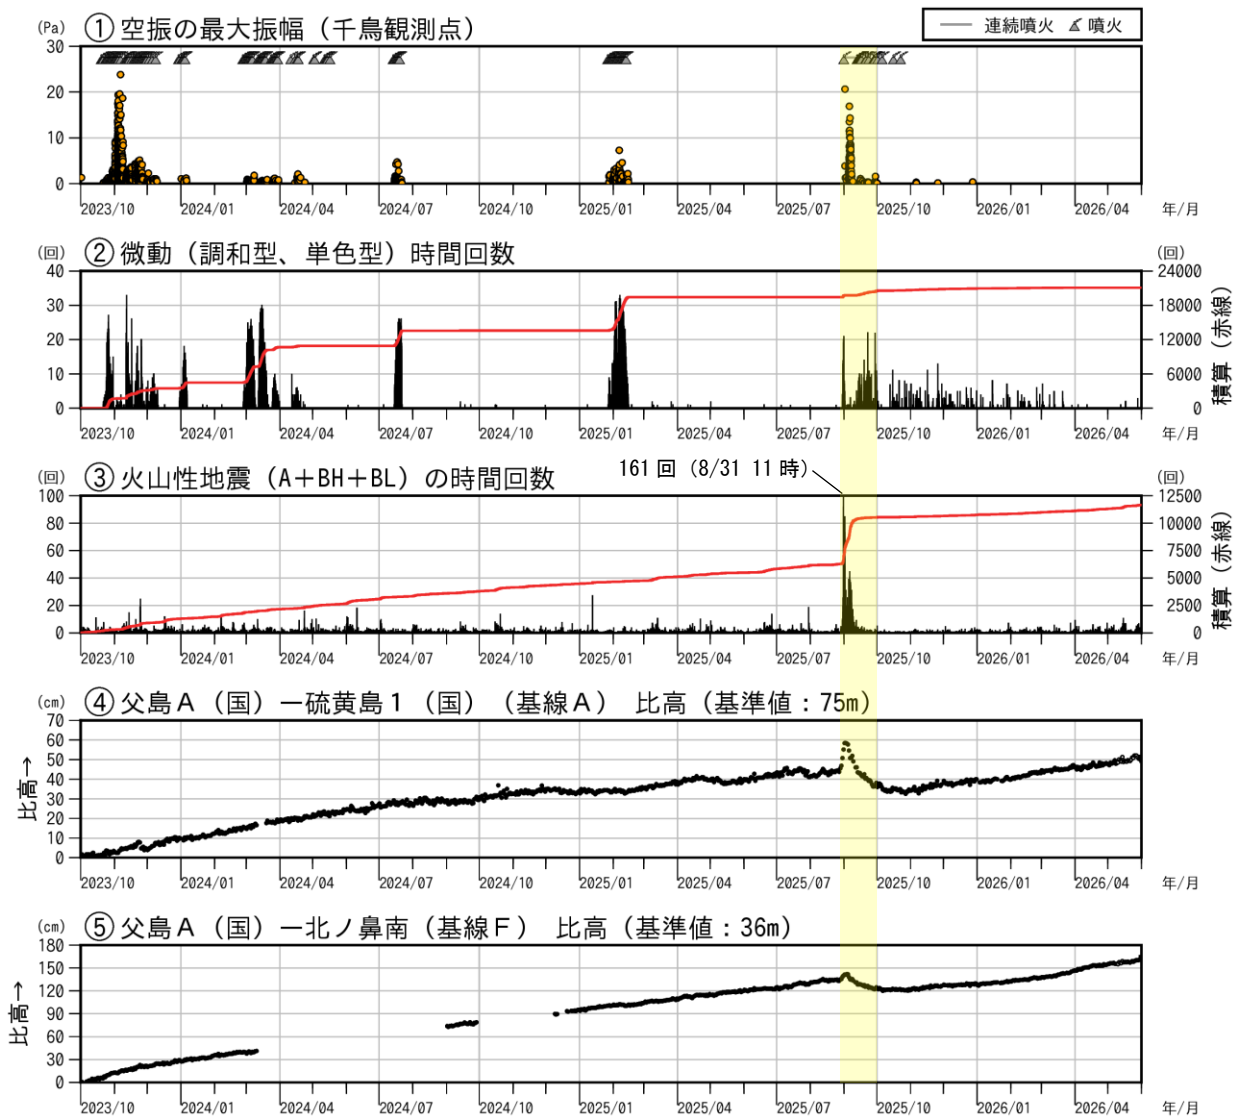 連続噴火 噴火
(Pa) ①空振の最大振幅（千鳥観測点）
30
20
10
0
2023/10 2024/01 2024/04 2024/07 2024/10 2025/01 2025/04 2025/07 2025/10 2026/01 2026/04 年/月
(回) ②微動（調和型、単色型）時間回数 (回)
40 24000
30 18000
20 12000
10 6000
0 0
積算（赤線）
2023/10 2024/01 2024/04 2024/07 2024/10 2025/01 2025/04 2025/07 2025/10 2026/01 2026/04 年/月
(回) ③火山性地震（A＋BH＋BL）の時間回数 161回（8/31 11時） (回)
100 12500
80 10000
60 7500
40 5000
20 2500
0 0
積算（赤線）
2023/10 2024/01 2024/04 2024/07 2024/10 2025/01 2025/04 2025/07 2025/10 2026/01 2026/04 年/月
(cm) ④父島Ａ（国）－硫黄島１（国）（基線Ａ） 比高（基準値：75m）
70
60
50
40
30
20
10
0
比高→
2023/10 2024/01 2024/04 2024/07 2024/10 2025/01 2025/04 2025/07 2025/10 2026/01 2026/04 年/月
(cm) ⑤父島Ａ（国）－北ノ鼻南（基線Ｆ） 比高（基準値：36m）
180
150
120
90
60
30
0
比高→
2023/10 2024/01 2024/04 2024/07 2024/10 2025/01 2025/04 2025/07 2025/10 2026/01 2026/04 年/月